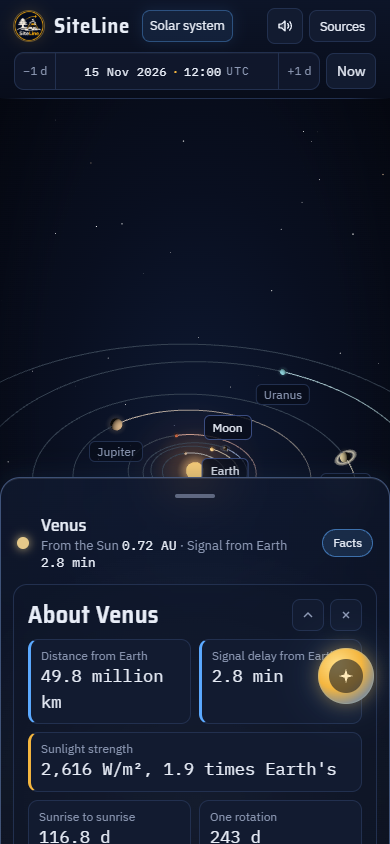 SiteLine
Solar system
Sources
−1 d
15 Nov 2026 · 12:00 UTC
+1 d
Now
Uranus
Moon
Jupiter
Earth
Venus
From the Sun 0.72 AU · Signal from Earth
2.8 min
Facts
About Venus
Distance from Earth
49.8 million
km
Signal delay from Earth
2.8 min
Sunlight strength
2,616 W/m², 1.9 times Earth's
Sunrise to sunrise
116.8 d
One rotation
243 d